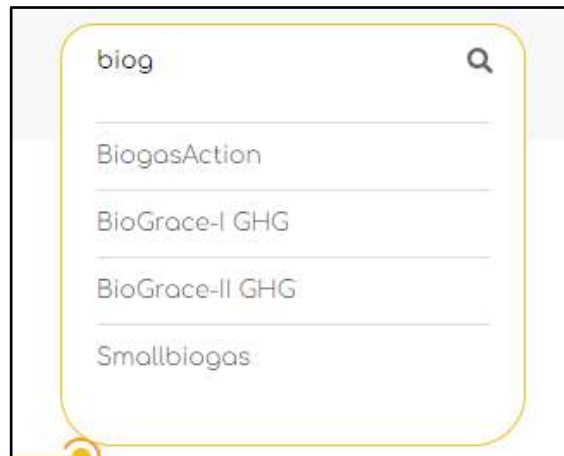 biog
BiogasAction
BioGrace-I GHG
BioGrace-II GHG
Smallbiogas